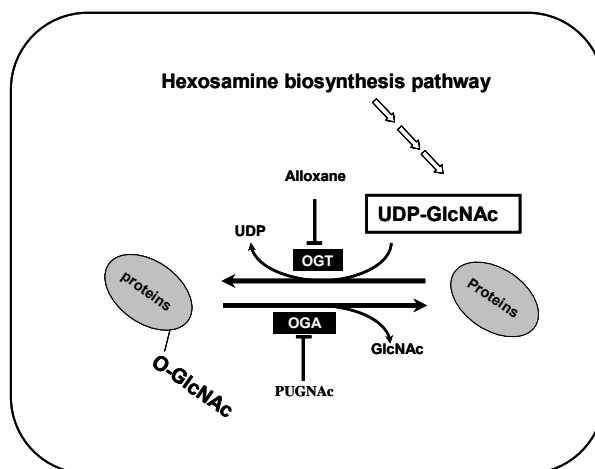 Hexosamine biosynthesis pathway
Alloxane
UDP-GlcNAc
UDP
OGT
proteins
Proteins
OGA
GlcNAc
O-GlcNAc
PUGNAc